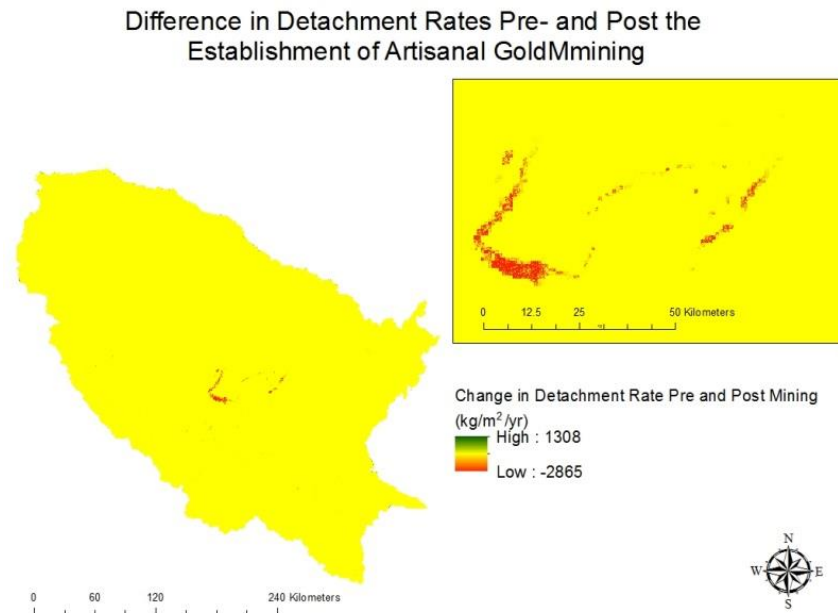 Difference in Detachment Rates Pre- and Post the
Establishment of Artisanal GoldMmining
0 12.5 25 50 Kilometers
Change in Detachment Rate Pre and Post Mining
(kg/m²/yr)
High : 1308
Low : -2865
N
W E
S
0 60 120 240 Kilometers